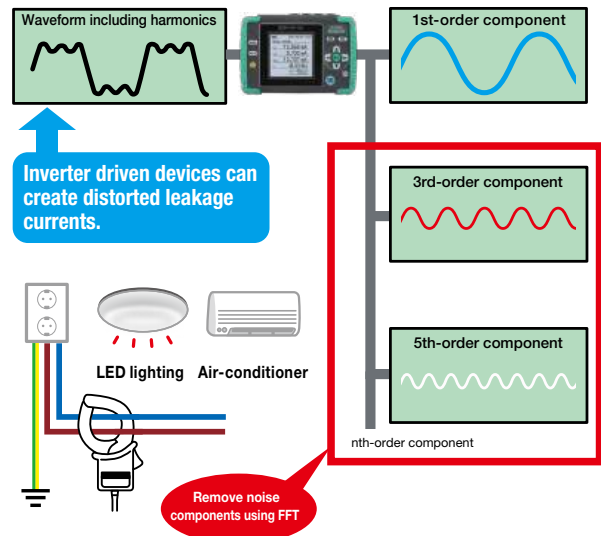 Waveform including harmonics
1st-order component
Inverter driven devices can
create distorted leakage
currents.
3rd-order component
LED lighting
Air-conditioner
5th-order component
nth-order component
Remove noise
components using FFT